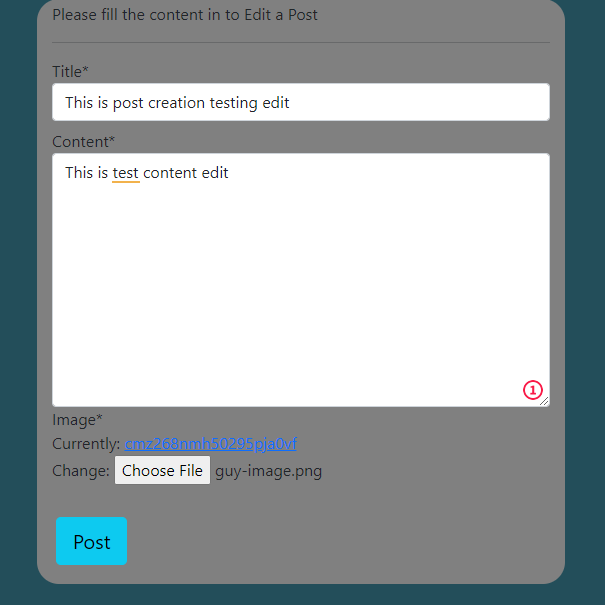 Please fill the content in to Edit a Post
Title*
This is post creation testing edit
Content*
This is test content edit
1
Image*
Currently: cmz268nmh50295pja0vf
Change: Choose File guy-image.png
Post